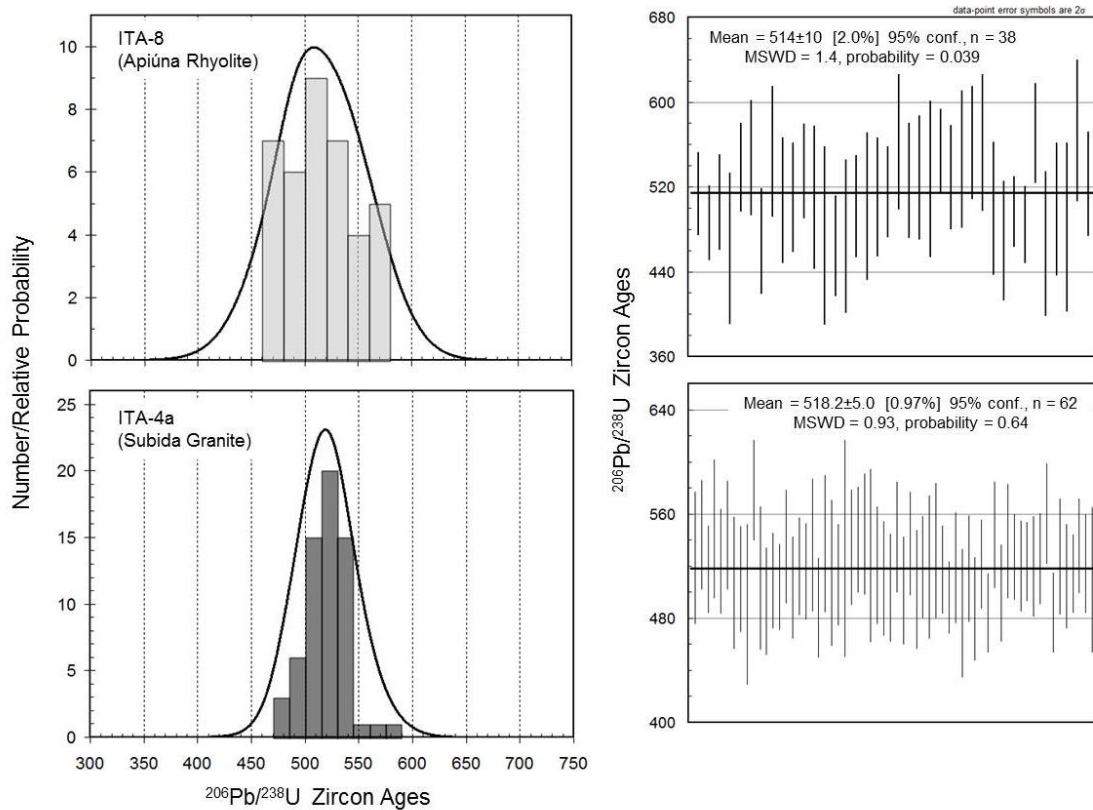 ITA-8
(Apiúna Rhyolite)
10
8
6
4
2
0
ITA-4a
(Subida Granite)
25
20
15
10
5
0
300 350 400 450 500 550 600 650 700 750
²⁰⁶Pb/²³⁸U Zircon Ages
Number/Relative Probability
data-point error symbols are 2σ
Mean = 514±10 [2.0%] 95% conf., n = 38
MSWD = 1.4, probability = 0.039
680
600
520
440
360
Mean = 518.2±5.0 [0.97%] 95% conf., n = 62
MSWD = 0.93, probability = 0.64
640
560
480
400
²⁰⁶Pb/²³⁸U Zircon Ages